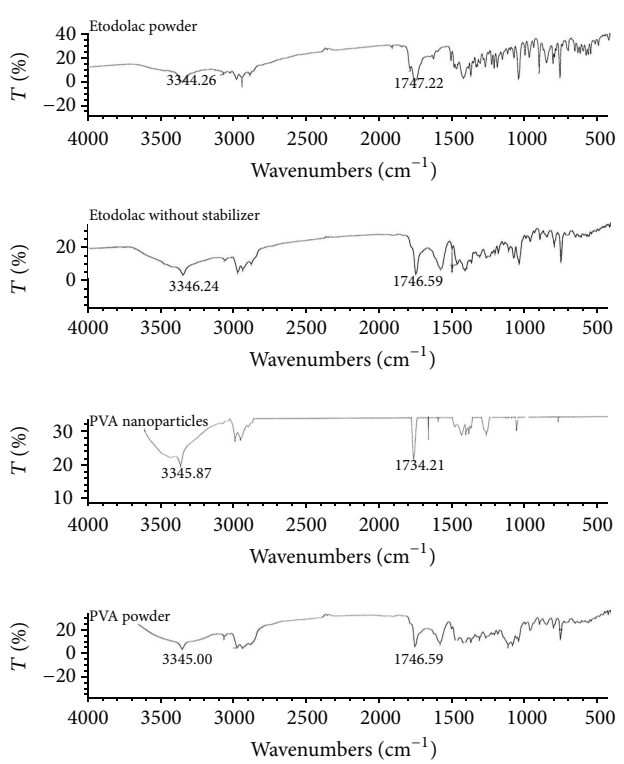 Etodolac powder
40
20
0
−20
T (%)
3344.26
1747.22
4000 3500 3000 2500 2000 1500 1000 500
Wavenumbers (cm−1)
Etodolac without stabilizer
20
0
T (%)
3346.24
1746.59
4000 3500 3000 2500 2000 1500 1000 500
Wavenumbers (cm−1)
PVA nanoparticles
30
20
10
T (%)
3345.87
1734.21
4000 3500 3000 2500 2000 1500 1000 500
Wavenumbers (cm−1)
PVA powder
20
0
−20
T (%)
3345.00
1746.59
4000 3500 3000 2500 2000 1500 1000 500
Wavenumbers (cm−1)